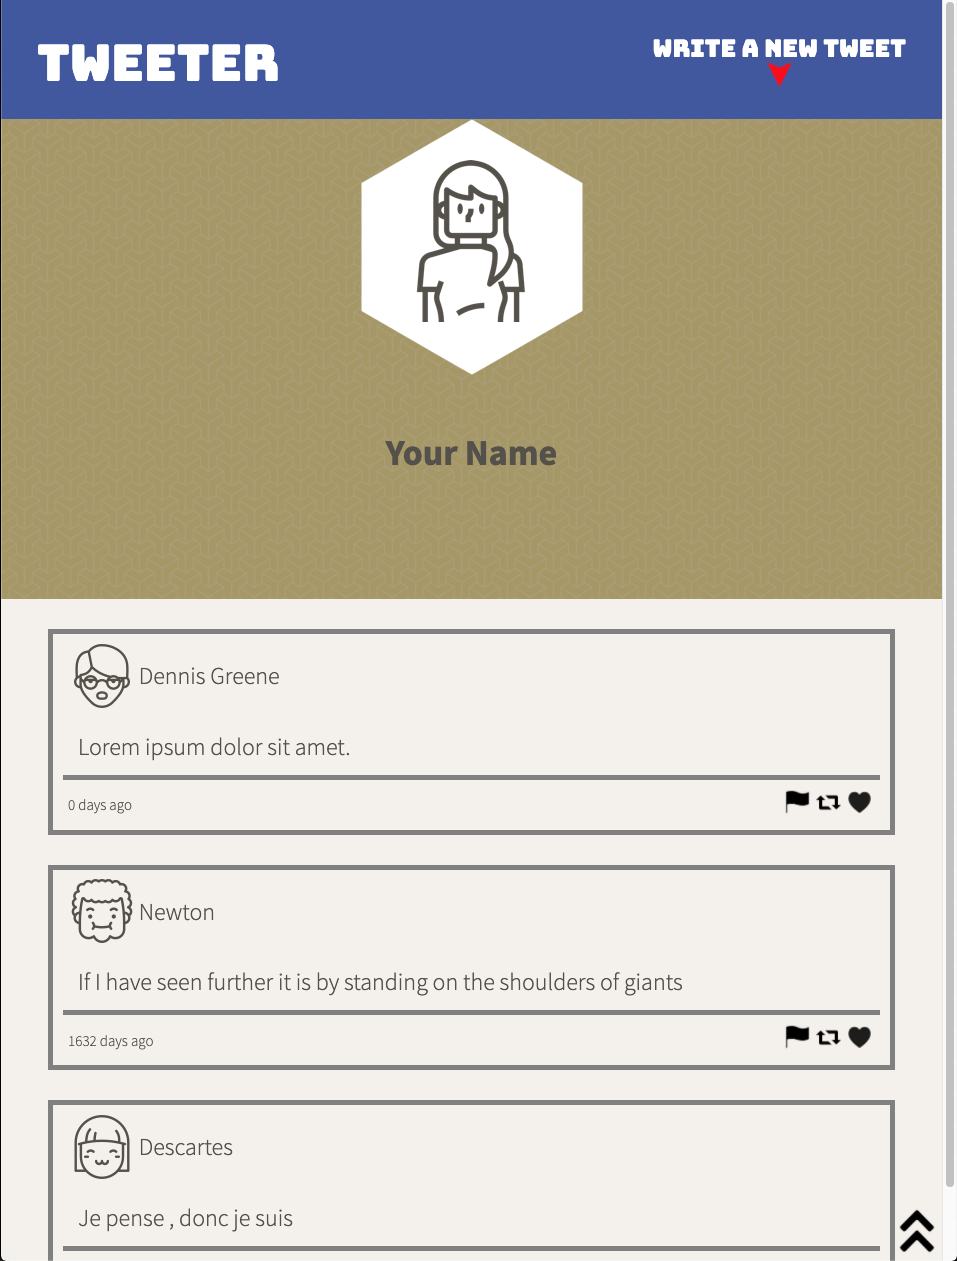 TWEETER
WRITE A NEW TWEET
Your Name
Dennis Greene
Lorem ipsum dolor sit amet.
0 days ago
Newton
If I have seen further it is by standing on the shoulders of giants
1632 days ago
Descartes
Je pense , donc je suis